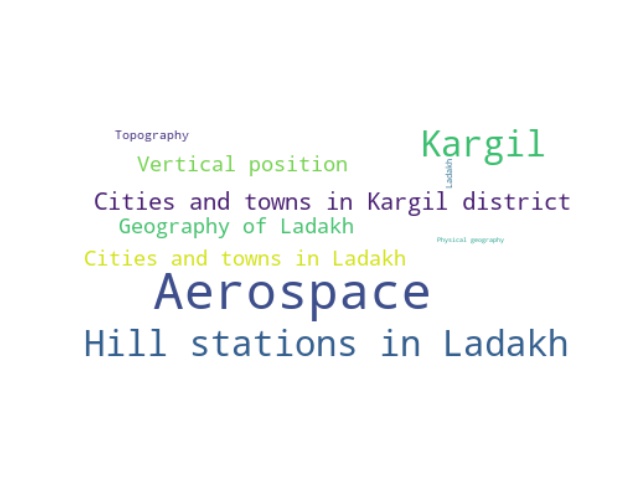 Topography
Kargil
Vertical position
Ladakh
Cities and towns in Kargil district
Geography of Ladakh
Physical geography
Cities and towns in Ladakh
Aerospace
Hill stations in Ladakh